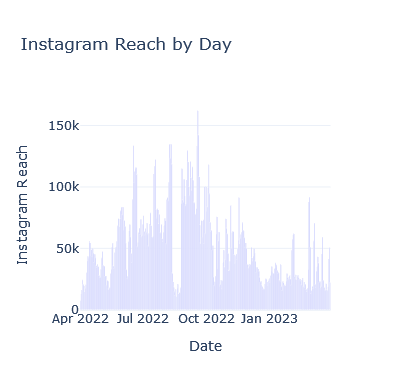 Instagram Reach by Day
Instagram Reach
150k
100k
50k
0
Apr 2022 Jul 2022 Oct 2022 Jan 2023
Date